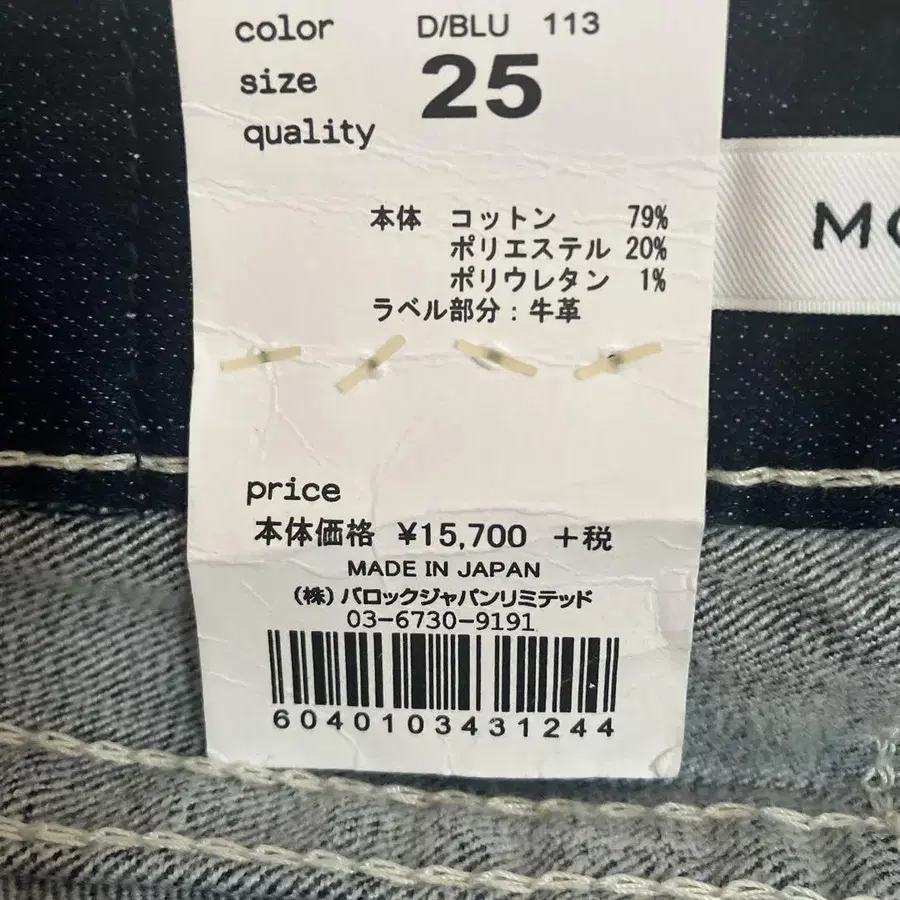 color D/BLU 113
size 25
quality
本体 コットン 79%
ポリエステル 20%
ポリウレタン 1%
ラベル部分：牛革
price
本体価格 ¥15,700 +税
MADE IN JAPAN
(株)バロックジャパンリミテッド
03-6730-9191
6040103431244